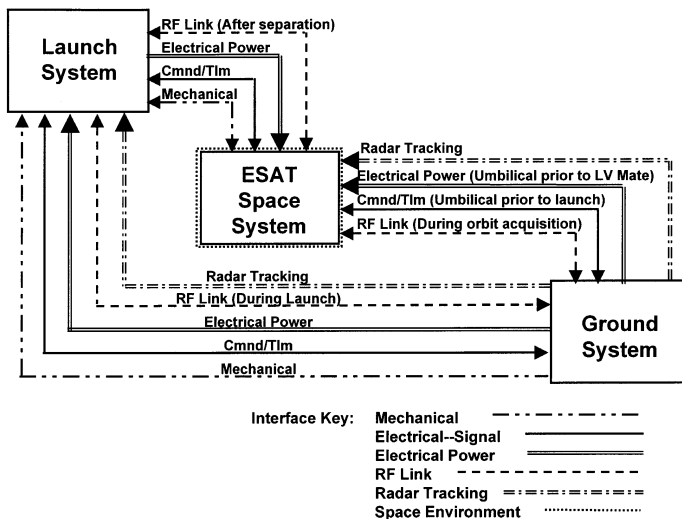 RF Link (After separation)
Launch
System
Electrical Power
Cmnd/Tlm
Mechanical
ESAT
Space
System
Radar Tracking
Electrical Power (Umbilical prior to LV Mate)
Cmnd/Tlm (Umbilical prior to launch)
RF Link (During orbit acquisition)
Radar Tracking
RF Link (During Launch)
Electrical Power
Cmnd/Tlm
Mechanical
Ground
System
Interface Key: Mechanical
Electrical--Signal
Electrical Power
RF Link
Radar Tracking
Space Environment